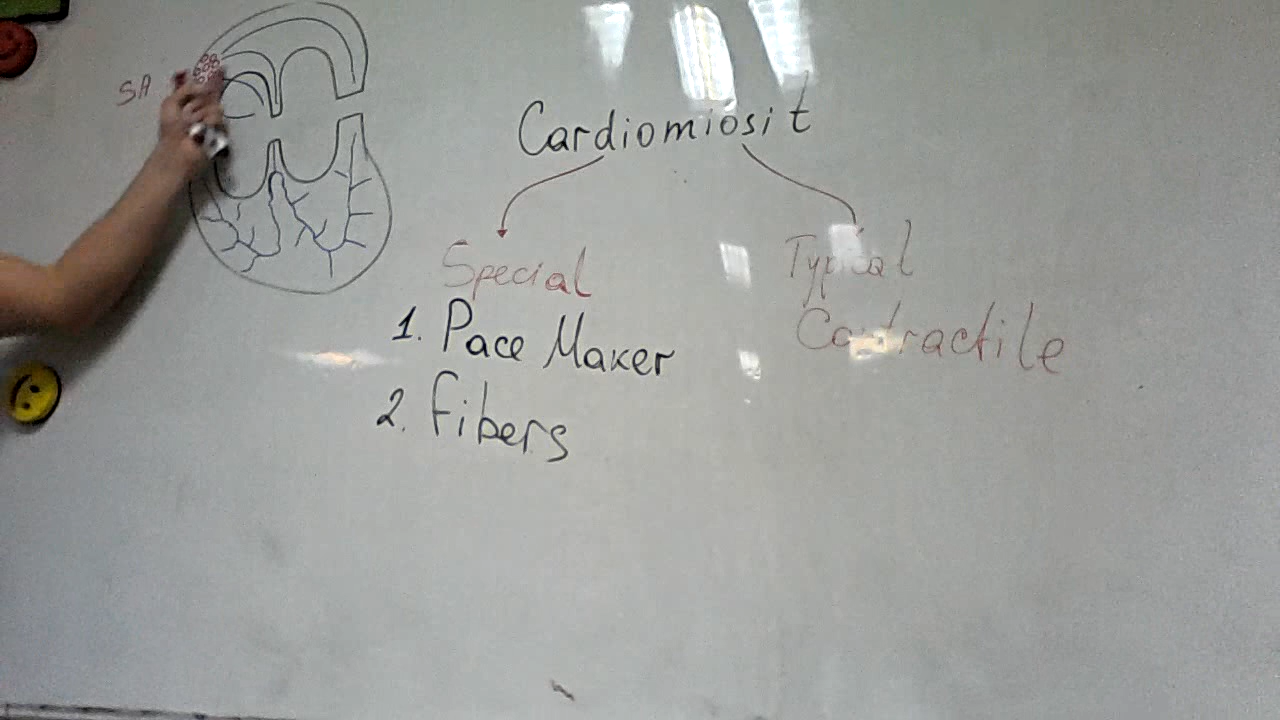 SA
Cardiomiosit
Special
Typical
1. Pace Maker
Contractile
2. Fibers